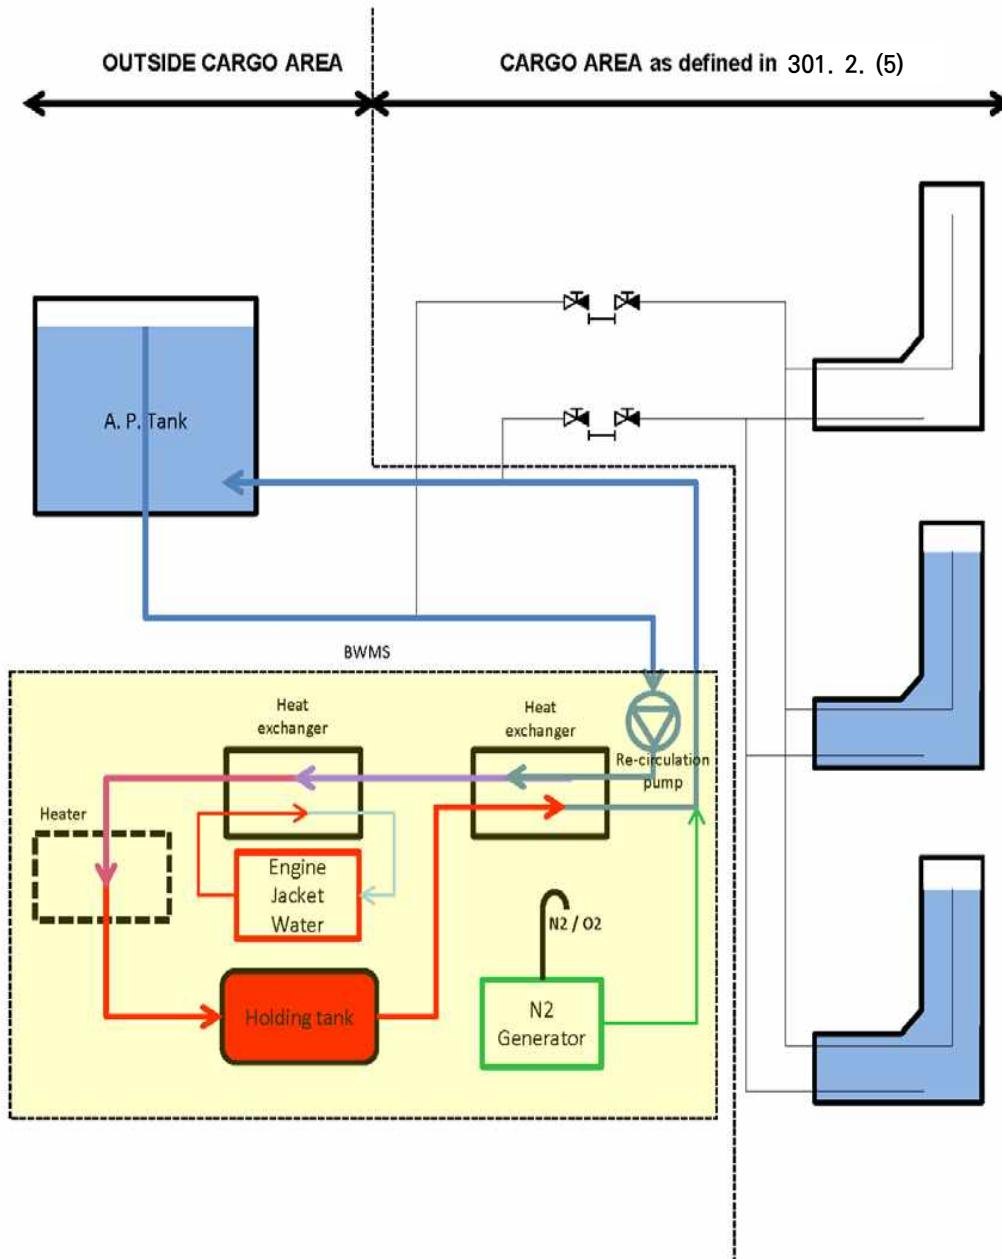 OUTSIDE CARGO AREA
CARGO AREA as defined in 301. 2. (5)
A. P. Tank
BWMS
Heat
exchanger
Heat
exchanger
Re-circulation
pump
Heater
Engine
Jacket
Water
N2 / O2
Holding tank
N2
Generator